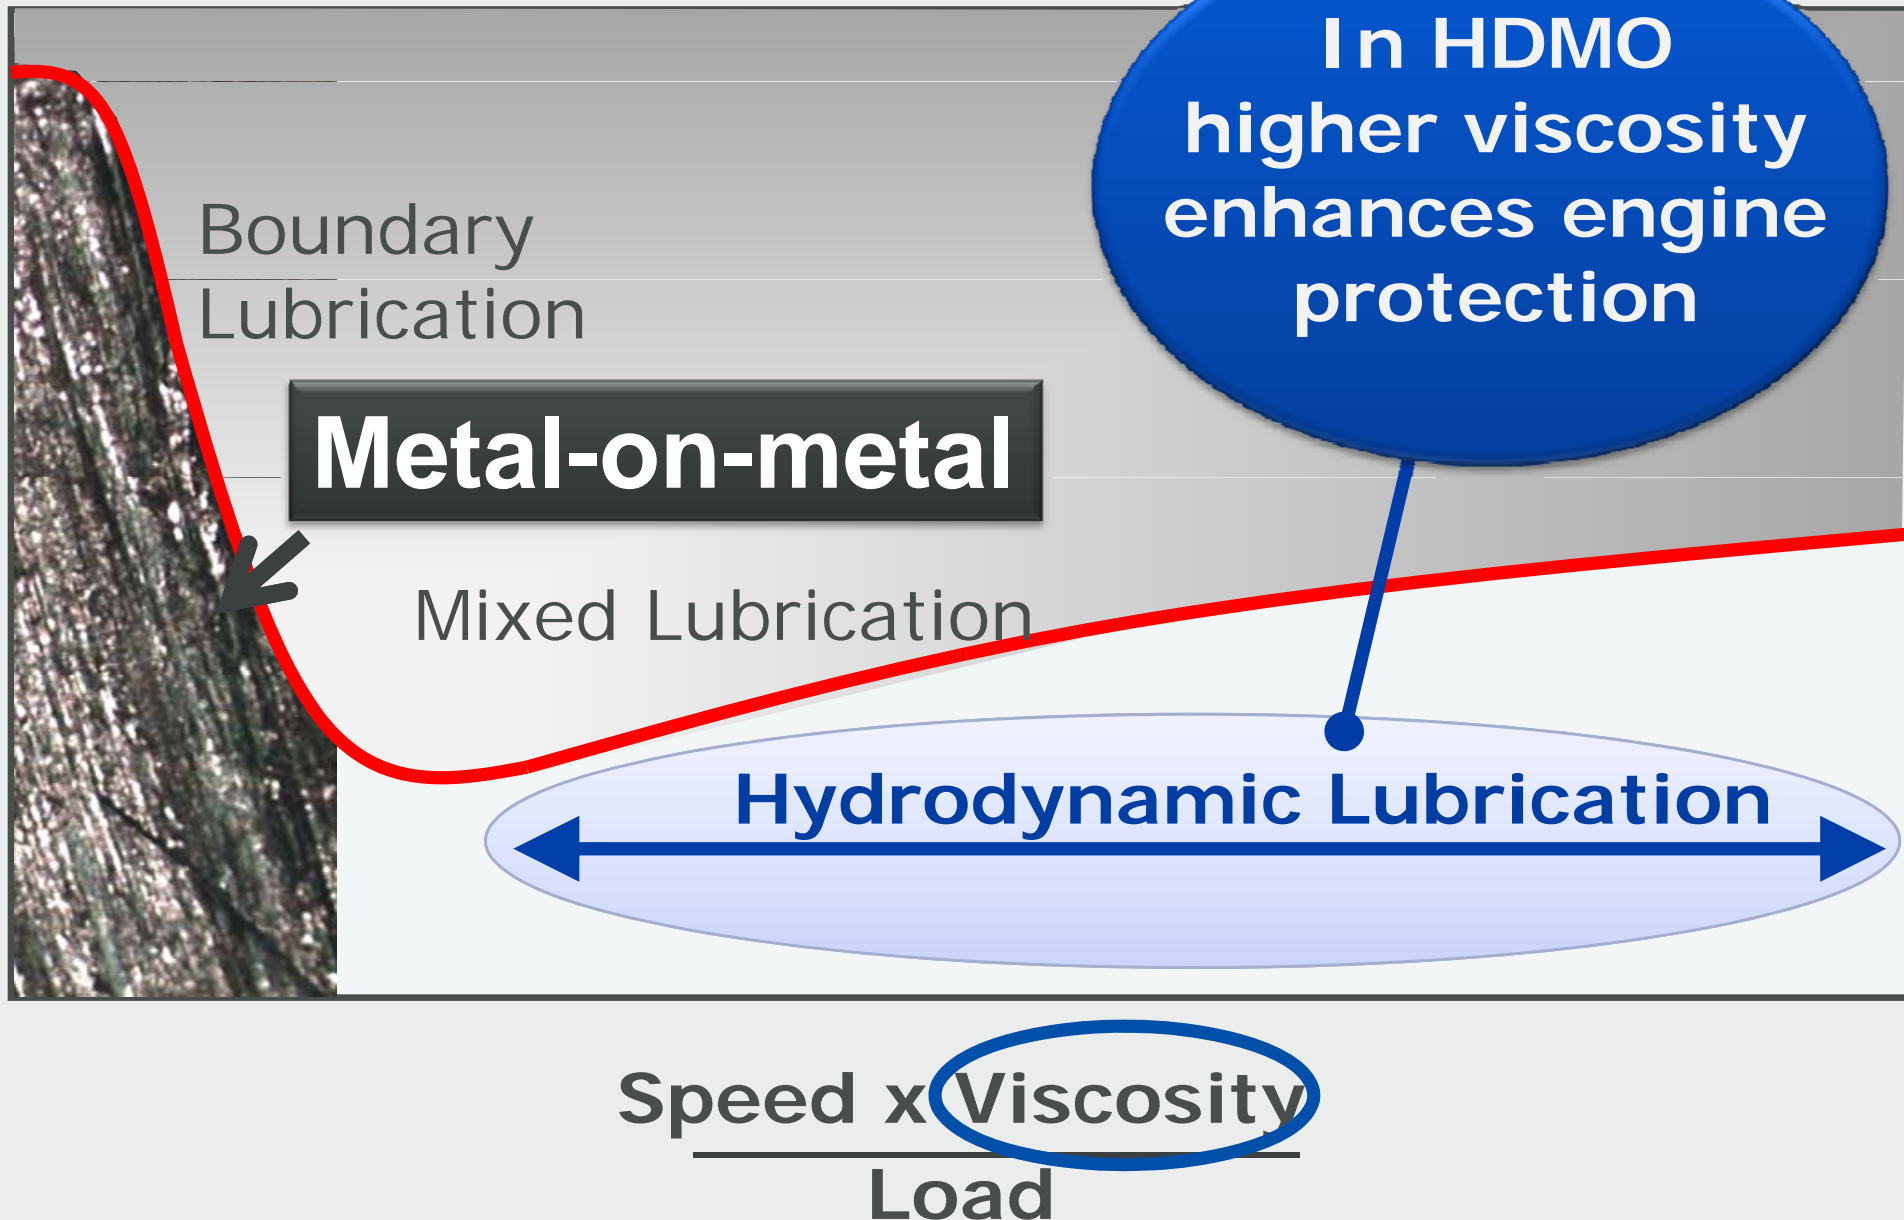 In HDMO
higher viscosity
enhances engine
protection
Boundary
Lubrication
Metal-on-metal
Mixed Lubrication
Hydrodynamic Lubrication
Speed x Viscosity
Load